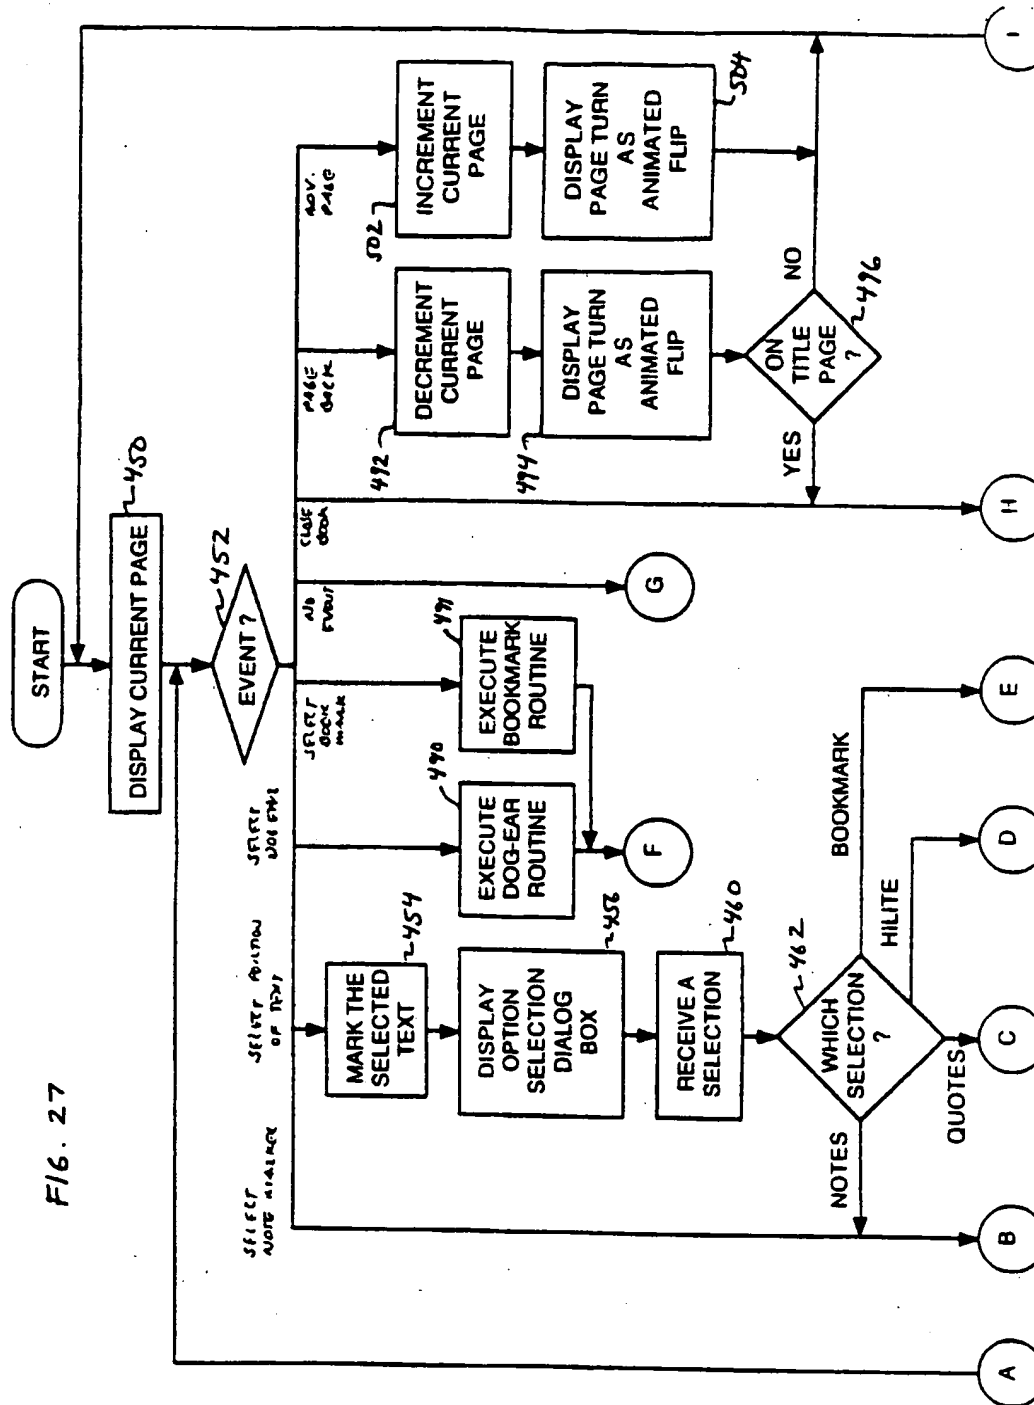 FIG. 27
START
DISPLAY CURRENT PAGE
450
EVENT ?
452
SELECT
NOTE MARKER
SELECT PORTION
OF TEXT
SELECT
DOG EAR
SELECT
BOOK
MARK
NO
EVENT
CLOSE
BOOK
PAGE
BACK
ADV.
PAGE
MARK THE
SELECTED
TEXT
454
DISPLAY
OPTION
SELECTION
DIALOG
BOX
456
RECEIVE A
SELECTION
460
WHICH
SELECTION
?
462
NOTES
QUOTES
HILITE
BOOKMARK
EXECUTE
DOG-EAR
ROUTINE
490
EXECUTE
BOOKMARK
ROUTINE
491
DECREMENT
CURRENT
PAGE
492
INCREMENT
CURRENT
PAGE
502
DISPLAY
PAGE TURN
AS
ANIMATED
FLIP
494
DISPLAY
PAGE TURN
AS
ANIMATED
FLIP
504
ON
TITLE
PAGE
?
496
YES
NO
A
B
C
D
E
F
G
H
I